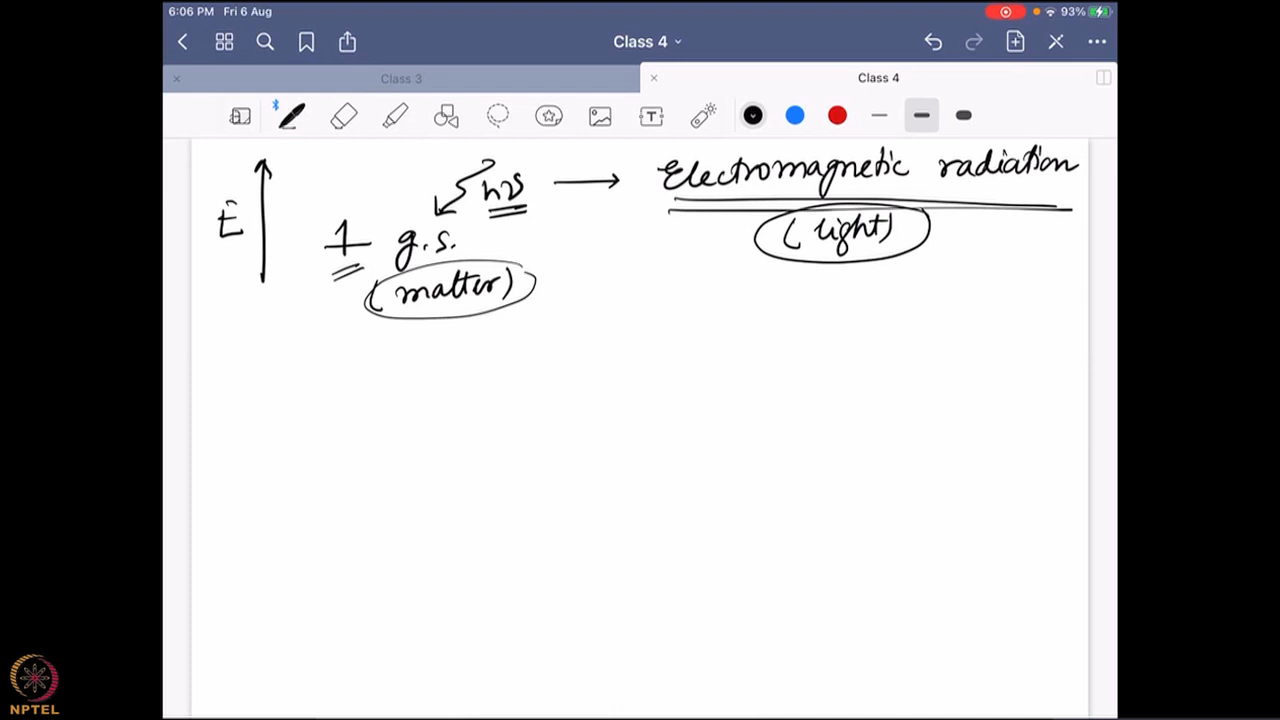 6:06 PM Fri 6 Aug
93%
Class 4
Class 3
Class 4
T
E
hν → Electromagnetic radiation
(light)
1 g.s.
(matter)
NPTEL